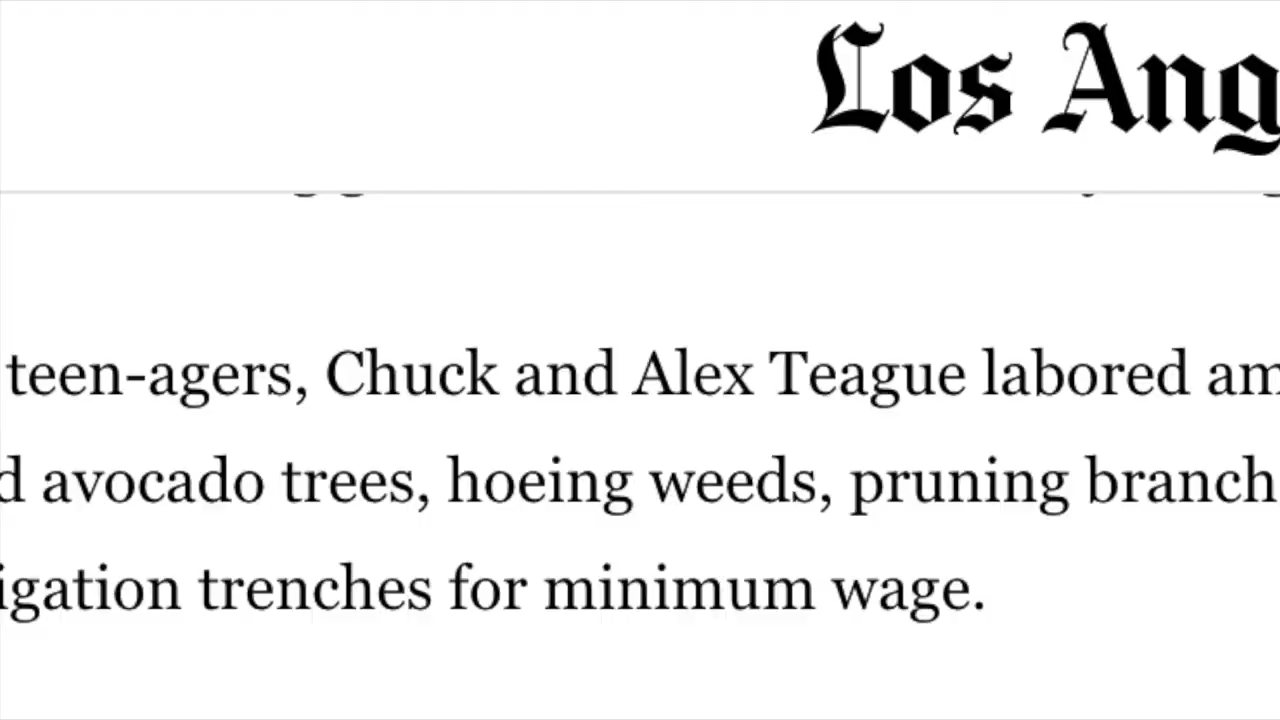 Los Ang
teen-agers, Chuck and Alex Teague labored am
d avocado trees, hoeing weeds, pruning branch
igation trenches for minimum wage.